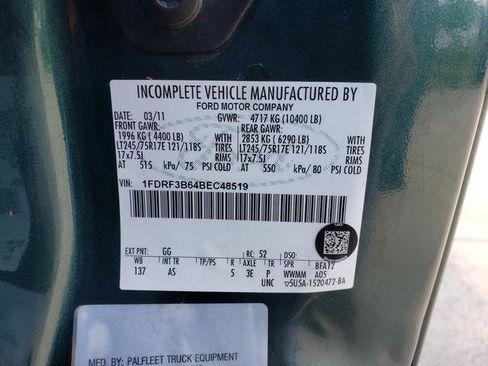 INCOMPLETE VEHICLE MANUFACTURED BY
FORD MOTOR COMPANY
DATE: 03/11 GVWR: 4717 KG (10400 LB)
FRONT GAWR: REAR GAWR:
1996 KG (4400 LB) WITH 2853 KG (6290 LB) WITH
LT245/75R17E 121/118S TIRES LT245/75R17E 121/118S TIRES
17x7.5J RIMS 17x7.5J RIMS
AT 515 kPa/ 75 PSI COLD AT 550 kPa/ 80 PSI COLD
VIN: 1FDRF3B64BEC48519
EXT PNT: GG RC: 52 DSO:
WB INT TR TP/PS R AXLE TR SPR BFA12
137 AS 5 3E P WWMM A05
UNC 5U5A-1520472-BA
MFD. BY: PALFLEET TRUCK EQUIPMENT